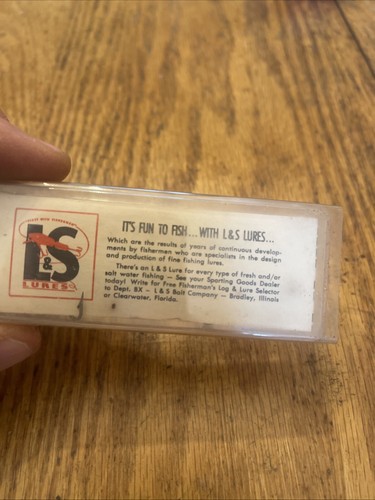 L&S
LURES
IT'S FUN TO FISH...WITH L&S LURES...
Which are the results of years of continuous develop-
ments by fishermen who are specialists in the design
and production of fine fishing lures.
There's an L & S Lure for every type of fresh and/or
salt water fishing — See your Sporting Goods Dealer
today! Write for Free Fisherman's Log & Lure Selector
to Dept. BX — L & S Bait Company — Bradley, Illinois
or Clearwater, Florida.